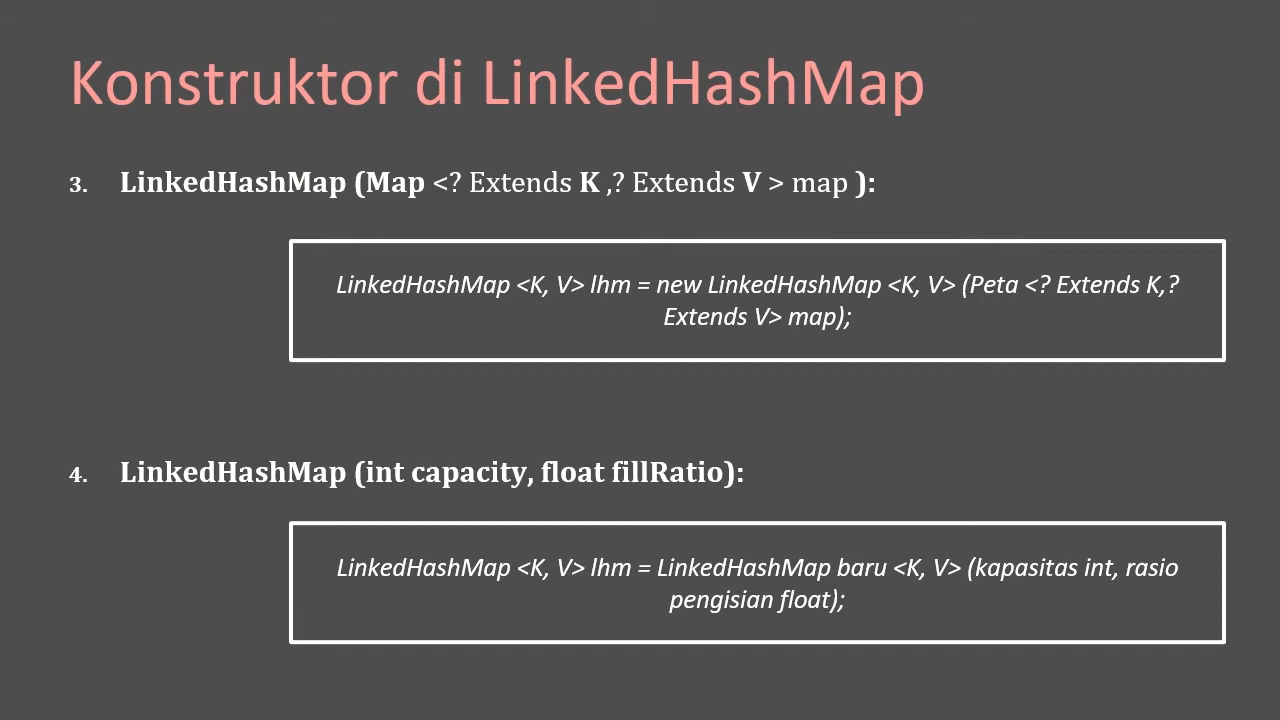 Konstruktor di LinkedHashMap
3. LinkedHashMap (Map <? Extends K ,? Extends V > map ):
LinkedHashMap <K, V> lhm = new LinkedHashMap <K, V> (Peta <? Extends K,?
Extends V> map);
4. LinkedHashMap (int capacity, float fillRatio):
LinkedHashMap <K, V> lhm = LinkedHashMap baru <K, V> (kapasitas int, rasio
pengisian float);